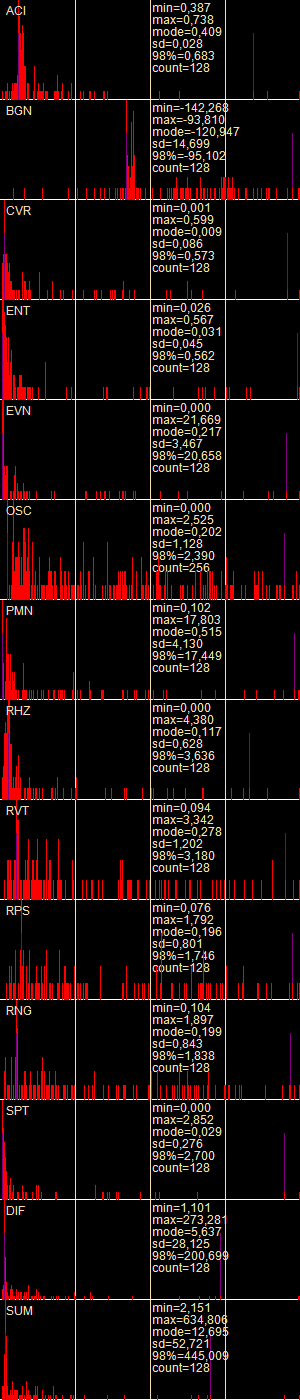 ACI
min=0,387
max=0,738
mode=0,409
sd=0,028
98%=0,683
count=128
BGN
min=-142,268
max=-93,810
mode=-120,947
sd=14,699
98%=-95,102
count=128
CVR
min=0,001
max=0,599
mode=0,009
sd=0,086
98%=0,573
count=128
ENT
min=0,026
max=0,567
mode=0,031
sd=0,045
98%=0,562
count=128
EVN
min=0,000
max=21,669
mode=0,217
sd=3,467
98%=20,658
count=128
OSC
min=0,000
max=2,525
mode=0,202
sd=1,128
98%=2,390
count=256
PMN
min=0,102
max=17,803
mode=0,515
sd=4,130
98%=17,449
count=128
RHZ
min=0,000
max=4,380
mode=0,117
sd=0,628
98%=3,636
count=128
RVT
min=0,094
max=3,342
mode=0,278
sd=1,202
98%=3,180
count=128
RPS
min=0,076
max=1,792
mode=0,196
sd=0,801
98%=1,746
count=128
RNG
min=0,104
max=1,897
mode=0,199
sd=0,843
98%=1,838
count=128
SPT
min=0,000
max=2,852
mode=0,029
sd=0,276
98%=2,700
count=128
DIF
min=1,101
max=273,281
mode=5,637
sd=28,125
98%=200,699
count=128
SUM
min=2,151
max=634,806
mode=12,695
sd=52,721
98%=445,009
count=128